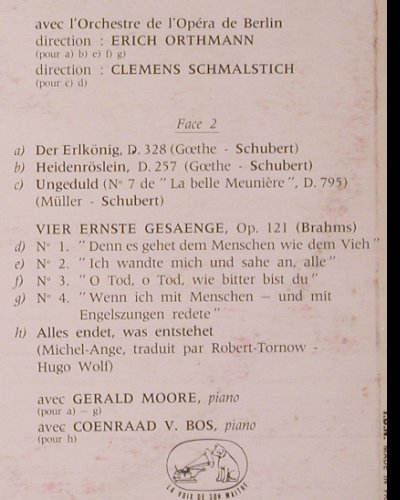 avec l'Orchestre de l'Opéra de Berlin
direction : ERICH ORTHMANN
(pour a) b) e) f) g)
direction : CLEMENS SCHMALSTICH
(pour c) d)
Face 2
a) Der Erlkönig, D. 328 (Gœthe - Schubert)
b) Heidenröslein, D. 257 (Gœthe - Schubert)
c) Ungeduld (N° 7 de " La belle Meunière ", D. 795)
(Müller - Schubert)
VIER ERNSTE GESAENGE, Op. 121 (Brahms)
d) N° 1. " Denn es gehet dem Menschen wie dem Vieh "
e) N° 2. " Ich wandte mich und sahe an, alle "
f) N° 3. " O Tod, o Tod, wie bitter bist du "
g) N° 4. " Wenn ich mit Menschen – und mit
Engelszungen redete "
h) Alles endet, was entstehet
(Michel-Ange, traduit par Robert-Tornow -
Hugo Wolf)
avec GERALD MOORE, piano
(pour a) – g)
avec COENRAAD V. BOS, piano
(pour h)
LA VOIX DE SON MAITRE